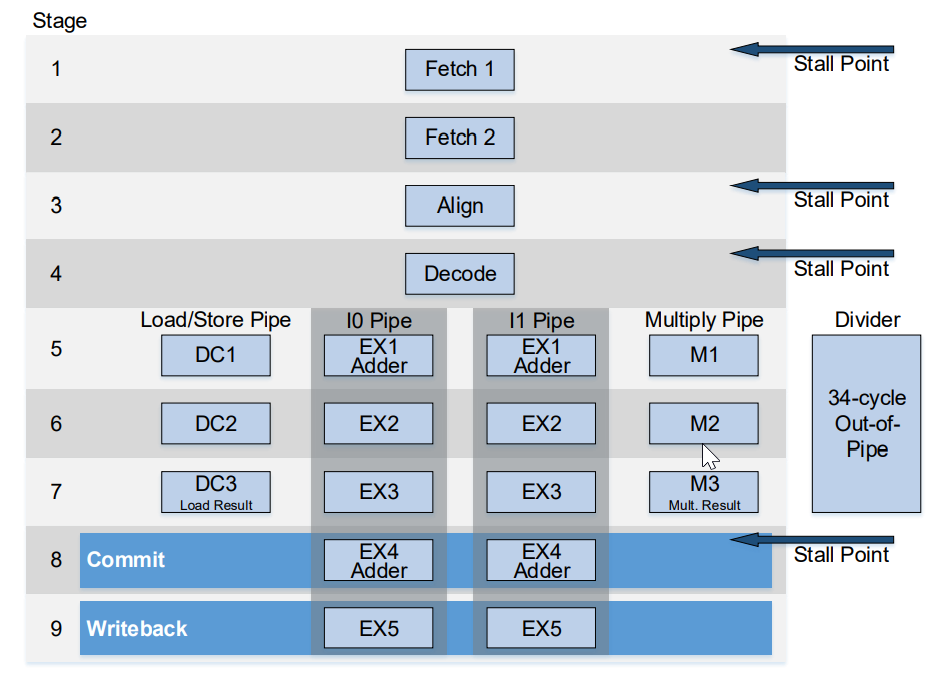 Stage
1
Fetch 1
Stall Point
2
Fetch 2
3
Align
Stall Point
4
Decode
Stall Point
Load/Store Pipe
I0 Pipe
I1 Pipe
Multiply Pipe
Divider
5
DC1
EX1
Adder
EX1
Adder
M1
34-cycle
Out-of-
Pipe
6
DC2
EX2
EX2
M2
7
DC3
Load Result
EX3
EX3
M3
Mult. Result
8
Commit
EX4
Adder
EX4
Adder
Stall Point
9
Writeback
EX5
EX5